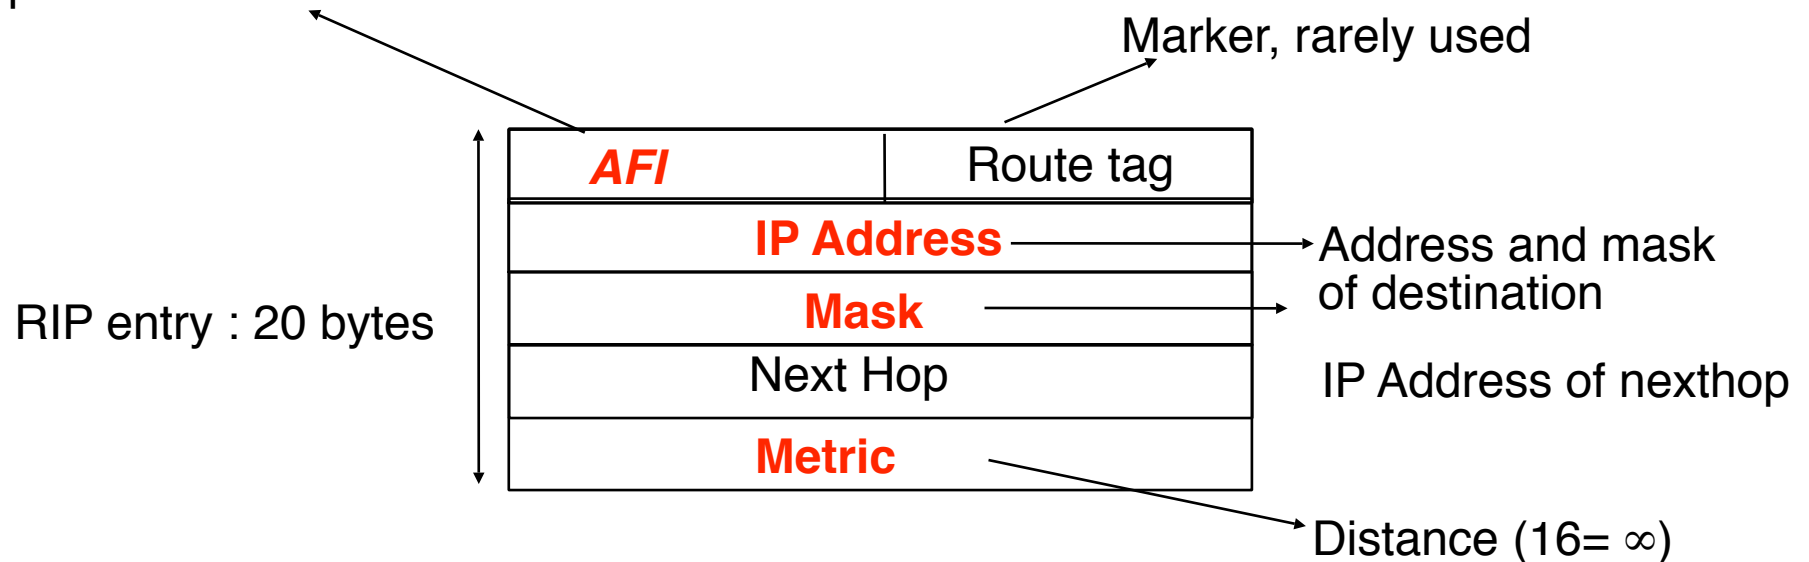 Marker, rarely used
AFI
Route tag
IP Address
Address and mask
of destination
Mask
RIP entry : 20 bytes
Next Hop
IP Address of nexthop
Metric
Distance (16= ∞)